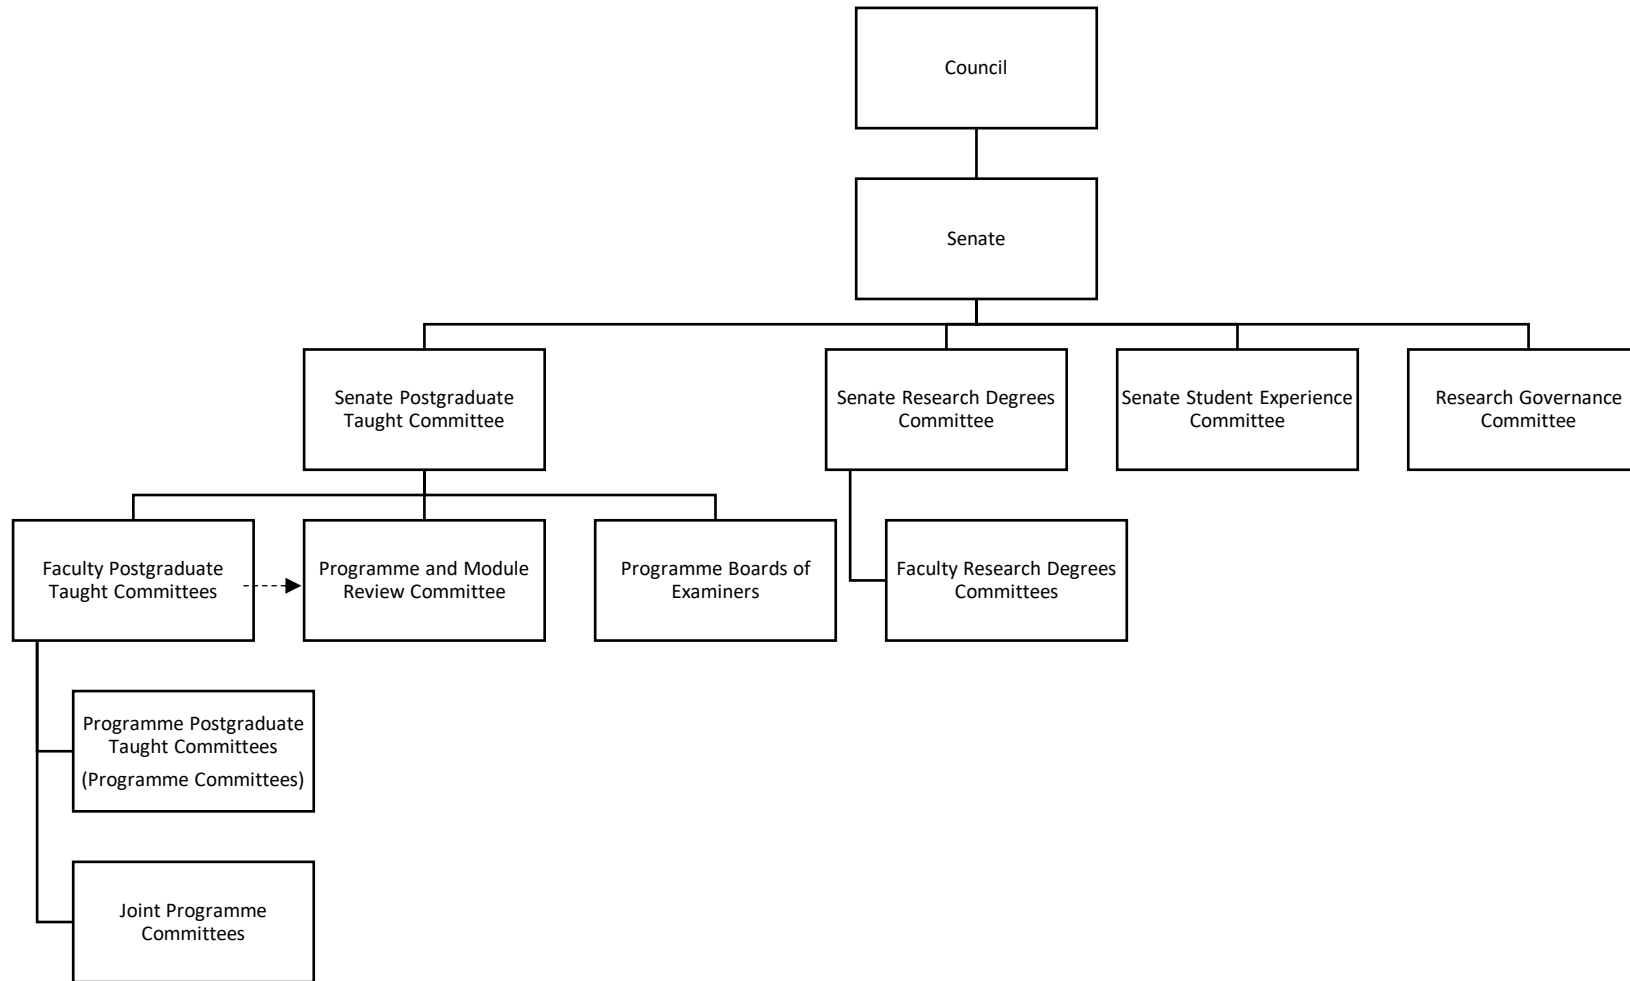 Council
Senate
Senate Postgraduate
Taught Committee
Senate Research Degrees
Committee
Senate Student Experience
Committee
Research Governance
Committee
Faculty Postgraduate
Taught Committees
Programme and Module
Review Committee
Programme Boards of
Examiners
Faculty Research Degrees
Committees
Programme Postgraduate
Taught Committees
(Programme Committees)
Joint Programme
Committees